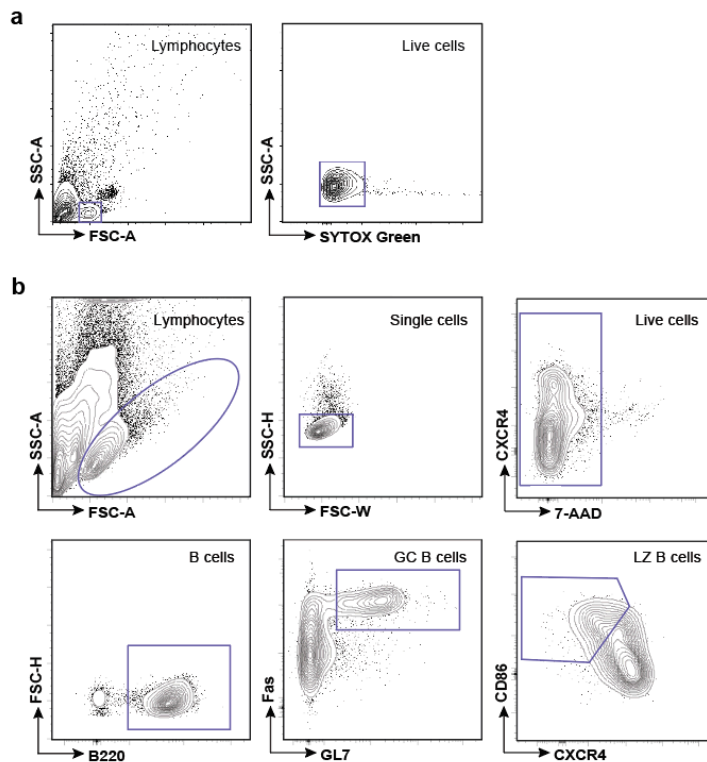 a
Lymphocytes
SSC-A
FSC-A
Live cells
SSC-A
SYTOX Green
b
Lymphocytes
SSC-A
FSC-A
Single cells
SSC-H
FSC-W
Live cells
CXCR4
7-AAD
B cells
FSC-H
B220
GC B cells
Fas
GL7
LZ B cells
CD86
CXCR4